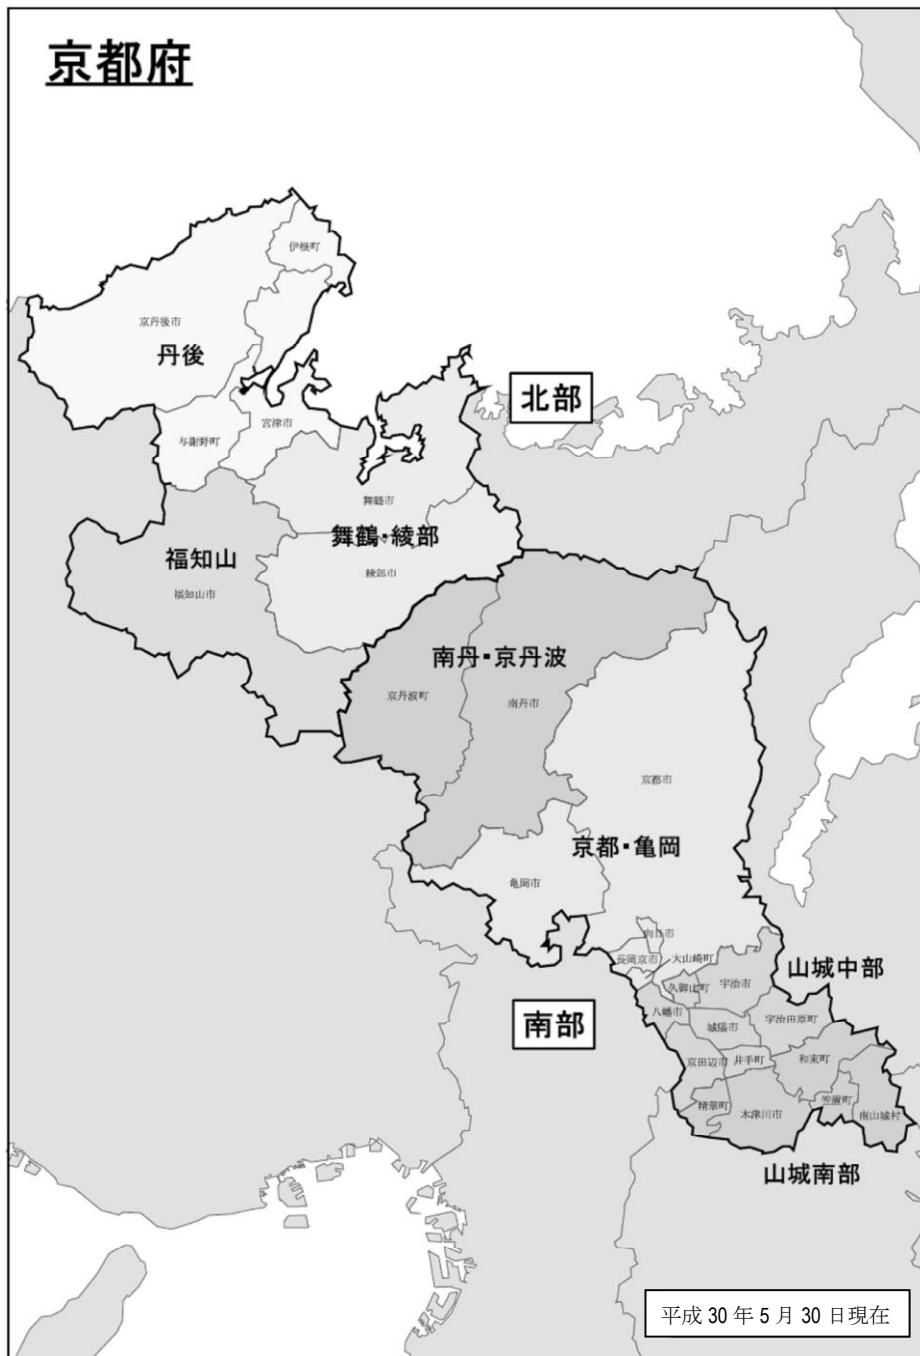 京都府
伊根町
京丹後市
丹後
北部
宮津市
与謝野町
舞鶴市
舞鶴・綾部
福知山
綾部市
福知山市
南丹・京丹波
京丹波町
南丹市
京都市
京都・亀岡
亀岡市
向日市
長岡京市
大山崎町
山城中部
久御山町
宇治市
八幡市
南部
城陽市
宇治田原町
京田辺市
井手町
和束町
精華町
木津川市
笠置町
南山城村
山城南部
平成 30 年 5 月 30 日現在